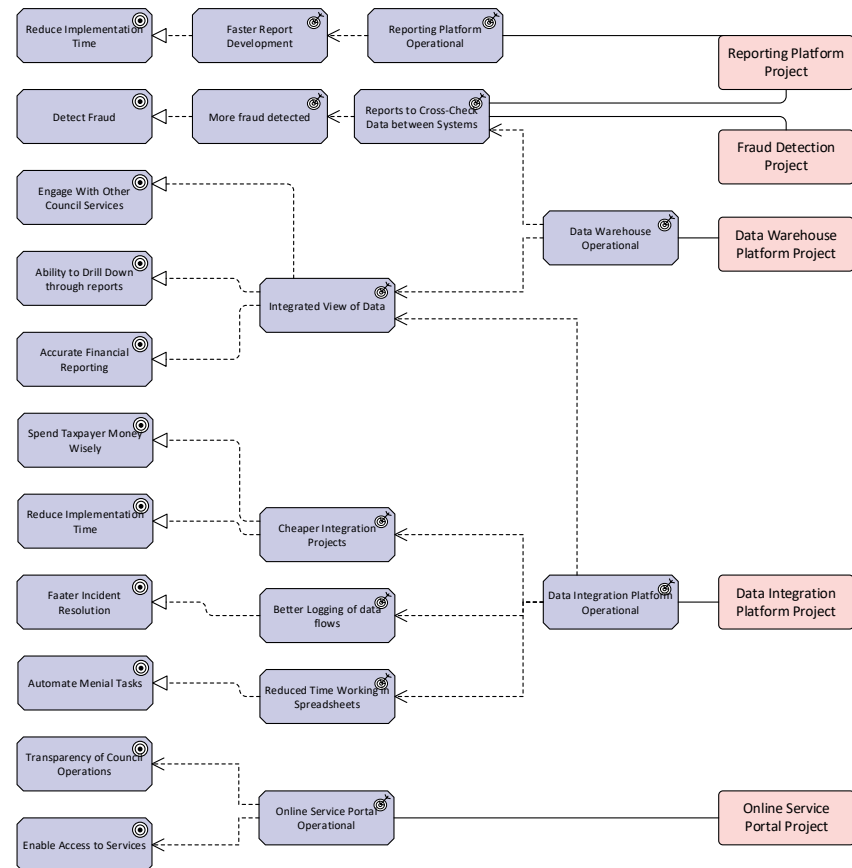 Reduce Implementation
Time
Faster Report
Development
Reporting Platform
Operational
Reporting Platform
Project
Detect Fraud
More fraud detected
Reports to Cross-Check
Data between Systems
Fraud Detection
Project
Engage With Other
Council Services
Data Warehouse
Operational
Data Warehouse
Platform Project
Ability to Drill Down
through reports
Integrated View of Data
Accurate Financial
Reporting
Spend Taxpayer Money
Wisely
Reduce Implementation
Time
Cheaper Integration
Projects
Faater Incident
Resolution
Better Logging of data
flows
Data Integration Platform
Operational
Data Integration
Platform Project
Automate Menial Tasks
Reduced Time Working in
Spreadsheets
Transparency of Council
Operations
Online Service Portal
Operational
Online Service
Portal Project
Enable Access to Services